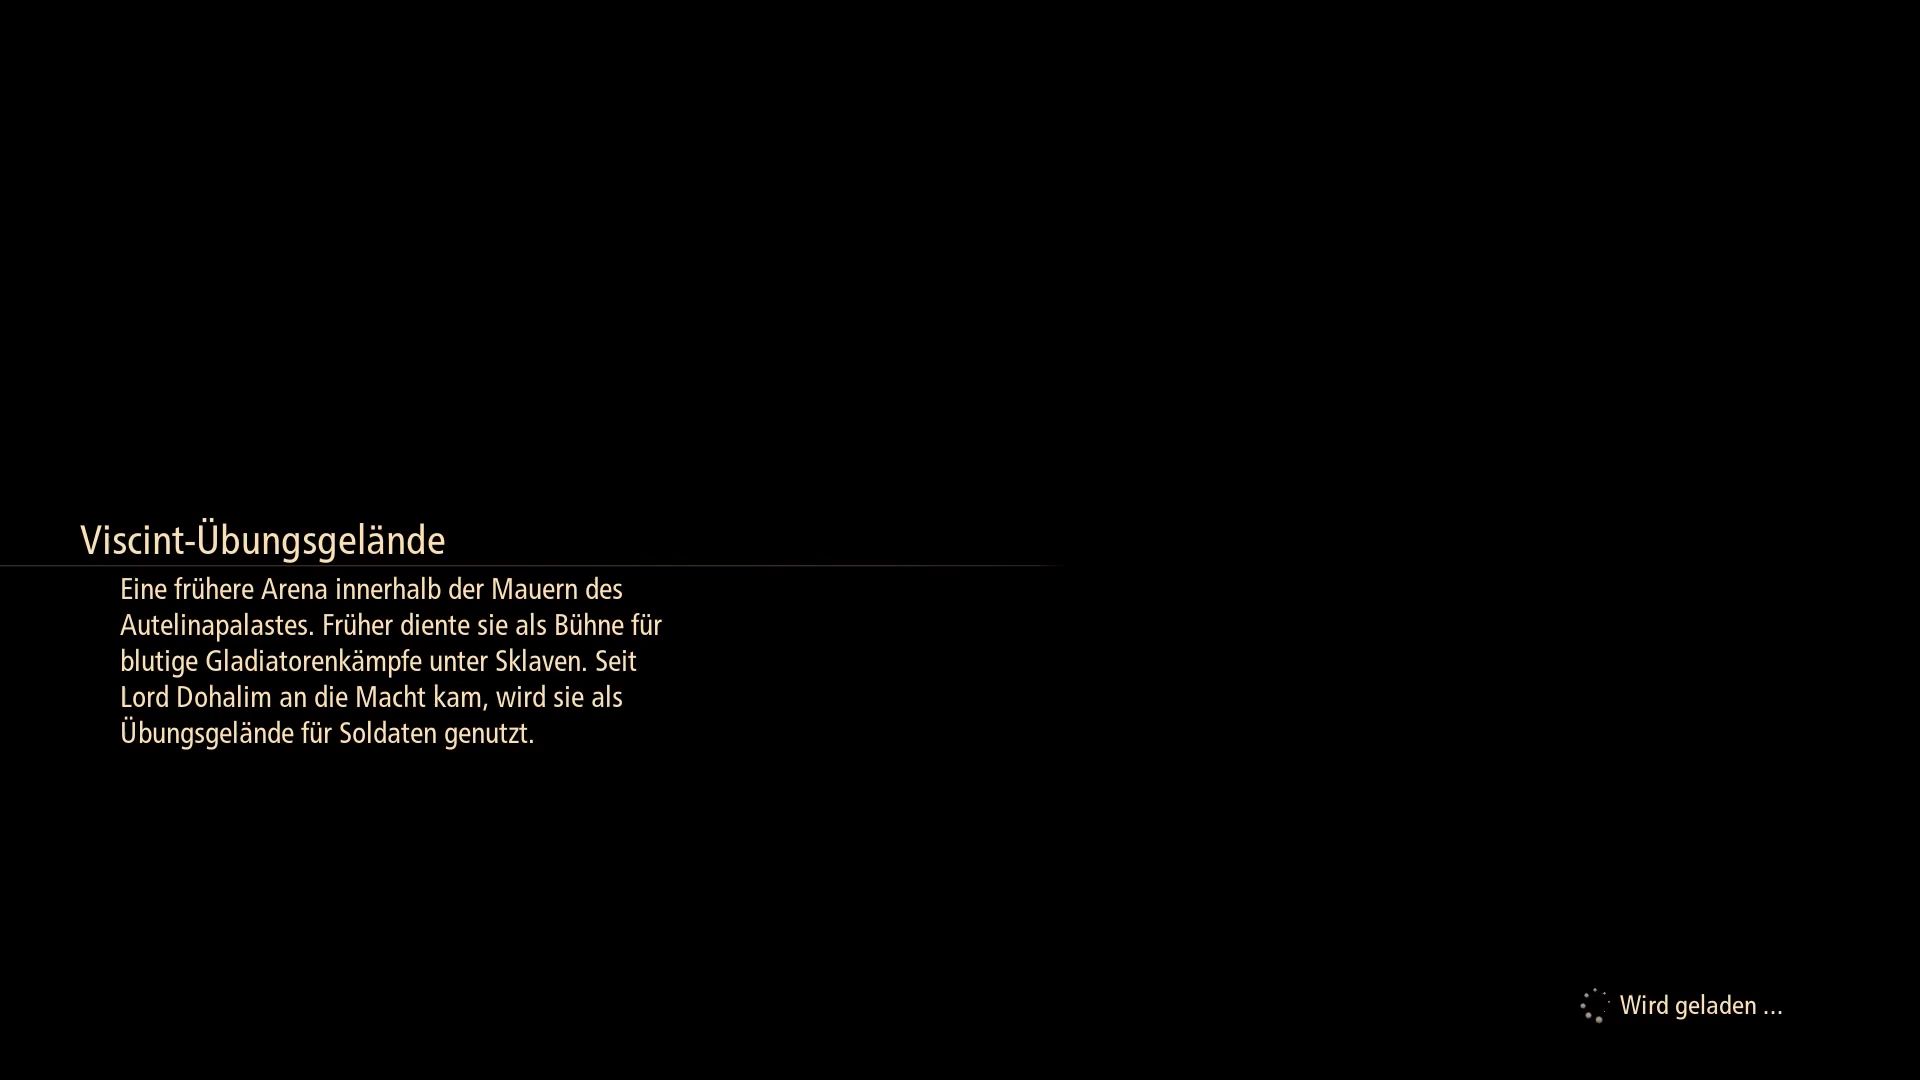 Viscint-Übungsgelände
Eine frühere Arena innerhalb der Mauern des
Autelinapalastes. Früher diente sie als Bühne für
blutige Gladiatorenkämpfe unter Sklaven. Seit
Lord Dohalim an die Macht kam, wird sie als
Übungsgelände für Soldaten genutzt.
Wird geladen ...